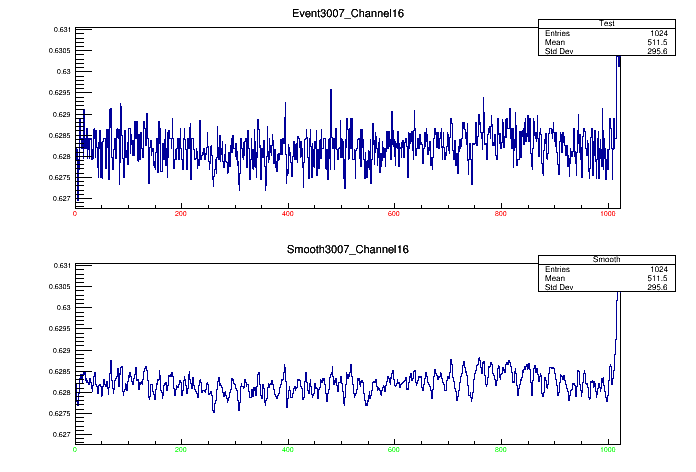 Event3007_Channel16
Test
Entries 1024
Mean 511.5
Std Dev 295.6
0.631
0.6305
0.63
0.6295
0.629
0.6285
0.628
0.6275
0.627
0 200 400 600 800 1000
Smooth3007_Channel16
Smooth
Entries 1024
Mean 511.5
Std Dev 295.6
0.631
0.6305
0.63
0.6295
0.629
0.6285
0.628
0.6275
0.627
0 200 400 600 800 1000